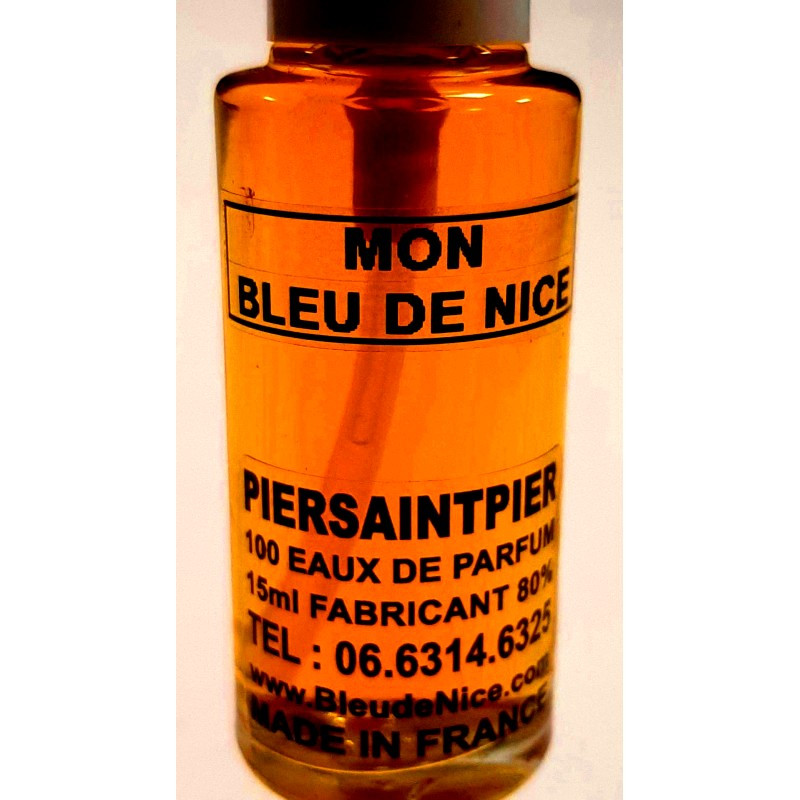 MON
BLEU DE NICE
PIERSAINTPIER
100 EAUX DE PARFUM
15ml FABRICANT 80%
TEL : 06.6314.6325
www.BleudeNice.com
MADE IN FRANCE